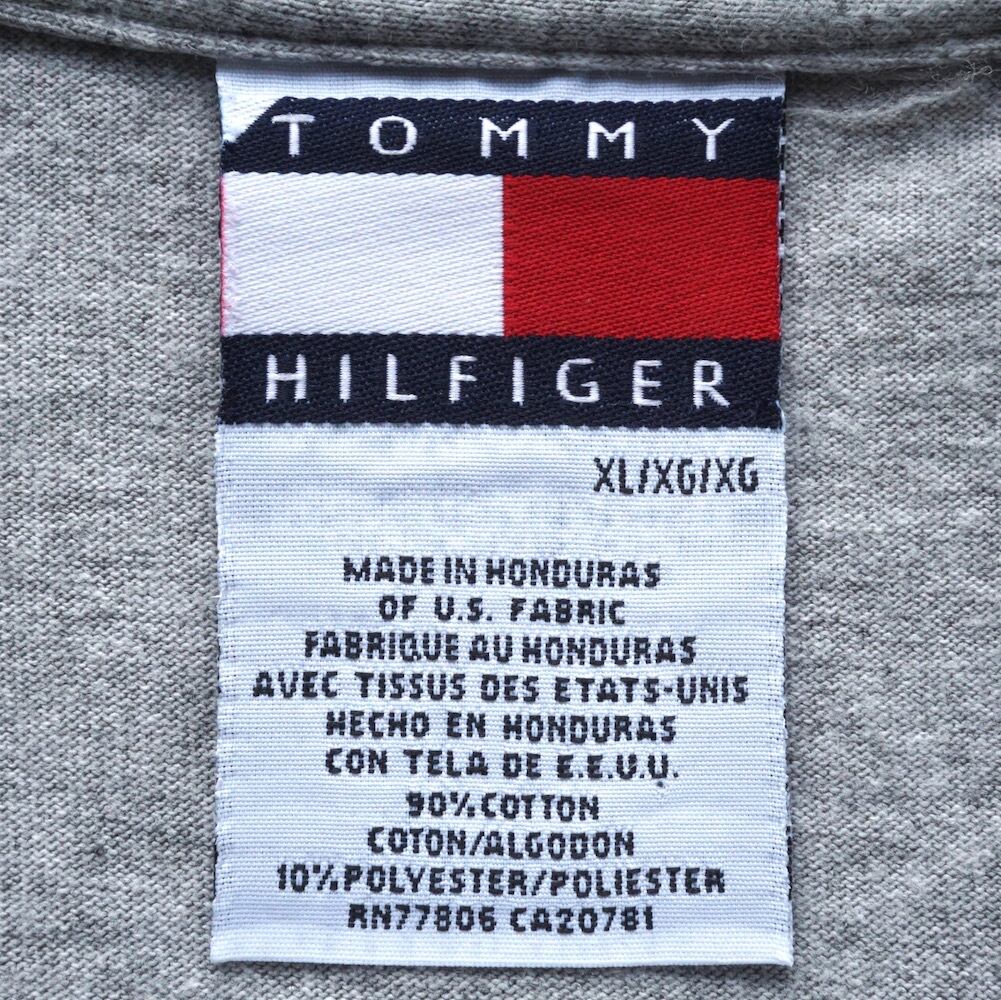 TOMMY
HILFIGER
XL/XG/XG
MADE IN HONDURAS
OF U.S. FABRIC
FABRIQUE AU HONDURAS
AVEC TISSUS DES ETATS-UNIS
HECHO EN HONDURAS
CON TELA DE E.E.U.U.
90% COTTON
COTON/ALGODON
10% POLYESTER/POLIESTER
RN77806 CA20781